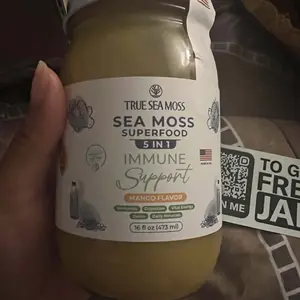 TRUE SEA MOSS
SEA MOSS
SUPERFOOD
5 IN 1
IMMUNE
Support
MANGO FLAVOR
16 fl oz (473 ml)
TO G
FRE
JA
N ME